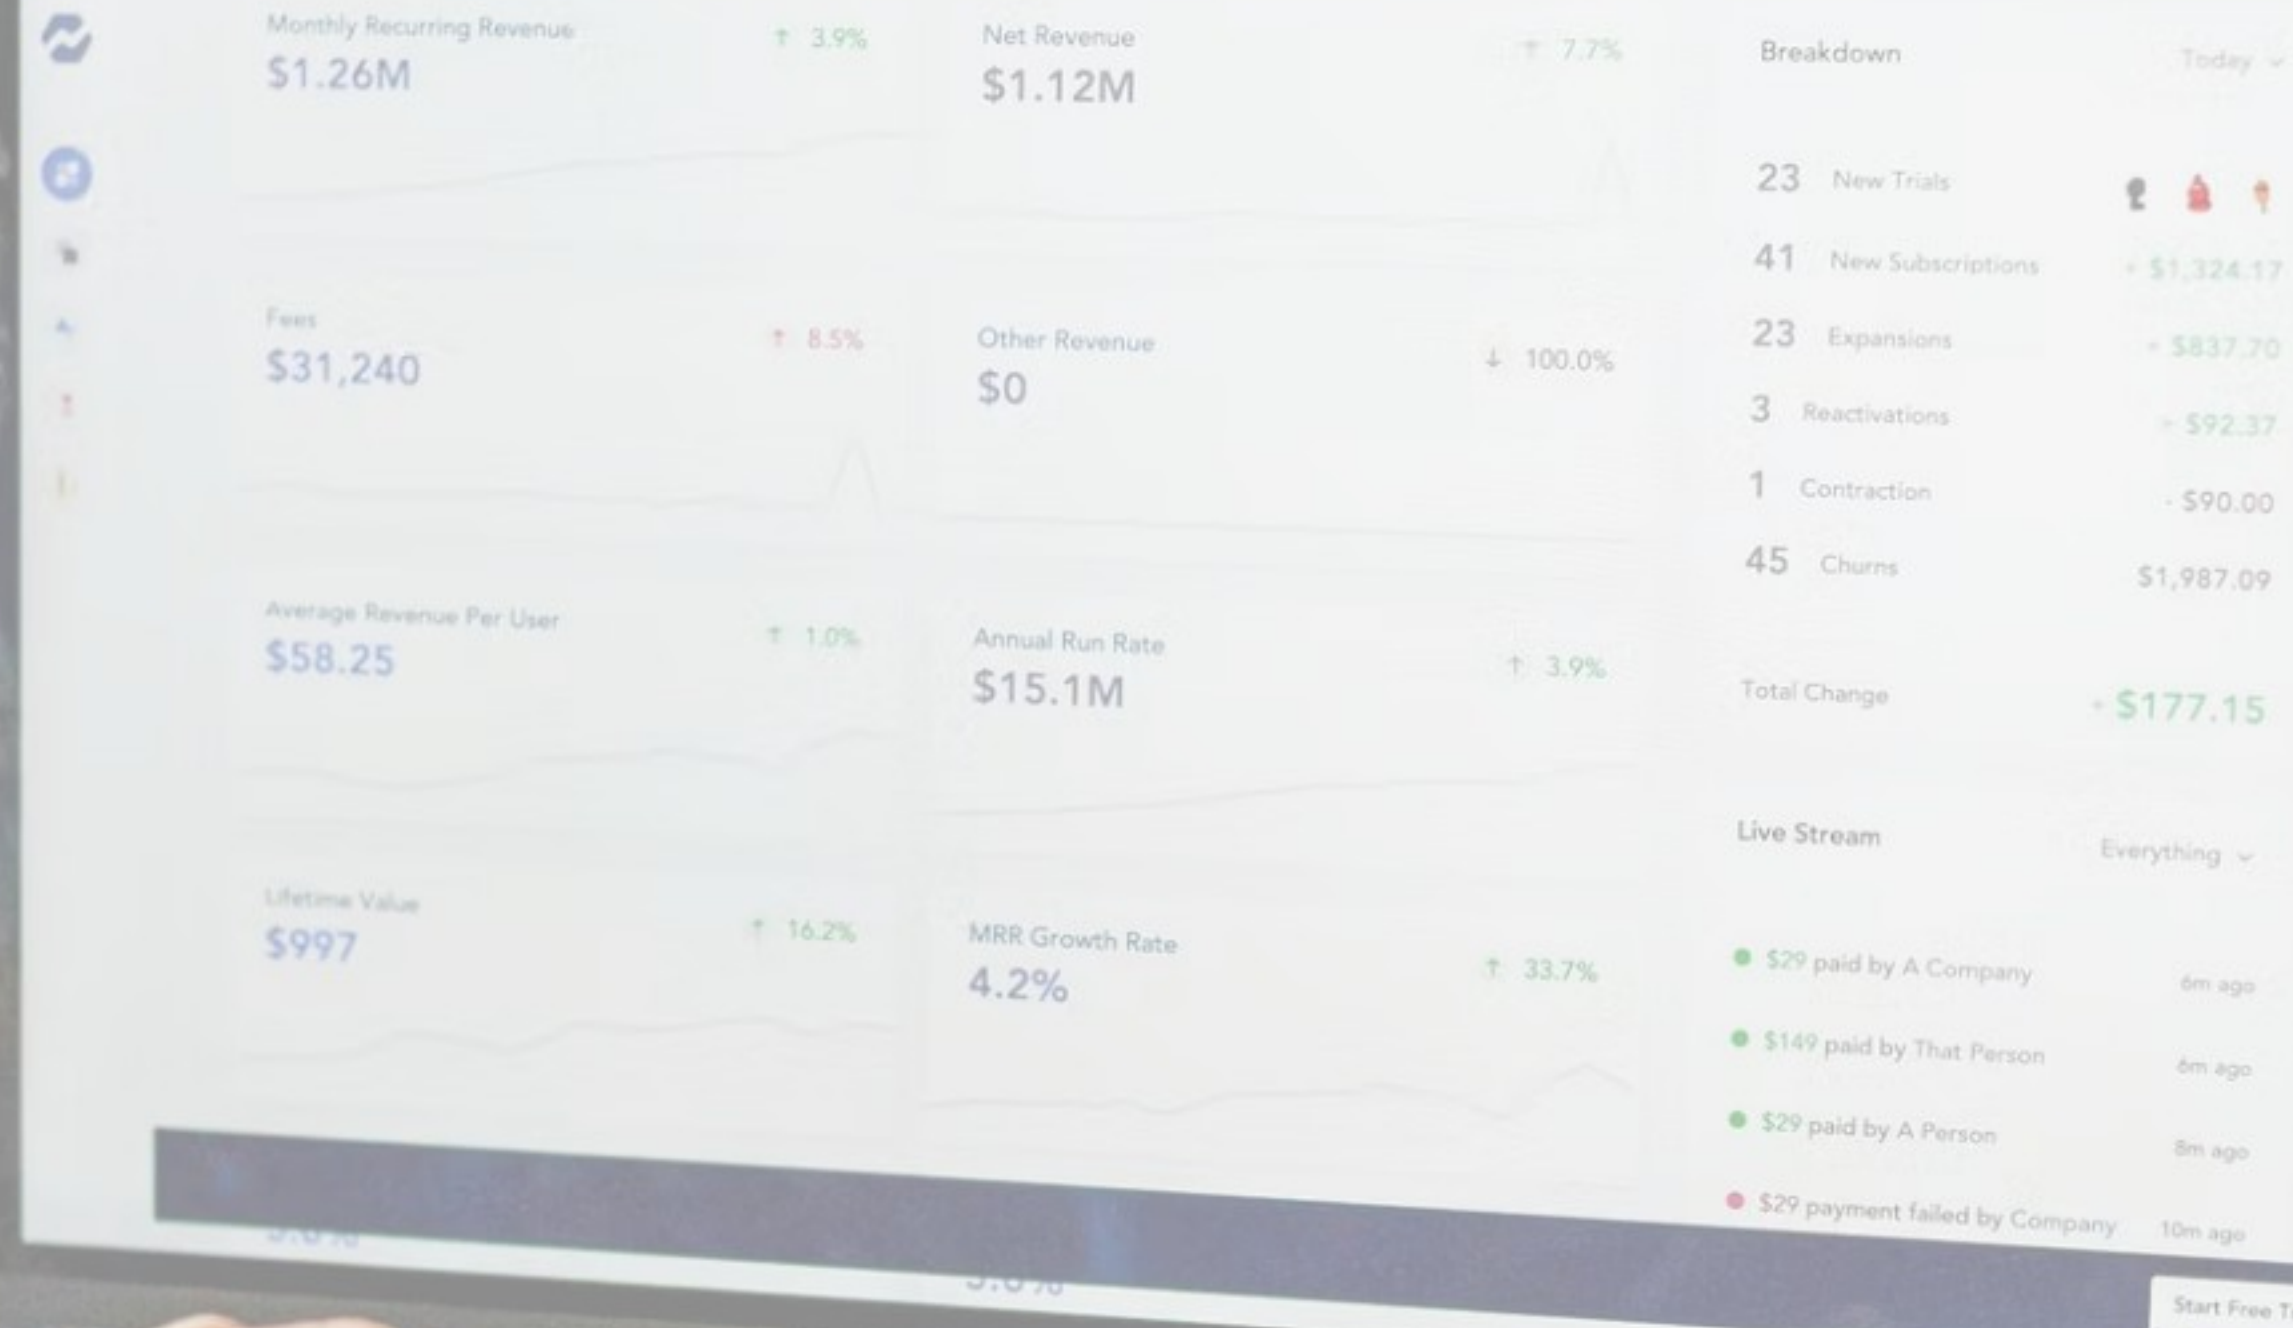 Monthly Recurring Revenue
↑ 3.9%
$1.26M
Net Revenue
↑ 7.7%
$1.12M
Fees
↑ 8.5%
$31,240
Other Revenue
↓ 100.0%
$0
Average Revenue Per User
↑ 1.0%
$58.25
Annual Run Rate
↑ 3.9%
$15.1M
Lifetime Value
↑ 16.2%
$997
MRR Growth Rate
↑ 33.7%
4.2%
Breakdown Today
23 New Trials
41 New Subscriptions + $1,324.17
23 Expansions + $837.70
3 Reactivations + $92.37
1 Contraction - $90.00
45 Churns $1,987.09
Total Change + $177.15
Live Stream Everything
$29 paid by A Company 6m ago
$149 paid by That Person 6m ago
$29 paid by A Person 8m ago
$29 payment failed by Company 10m ago
Start Free